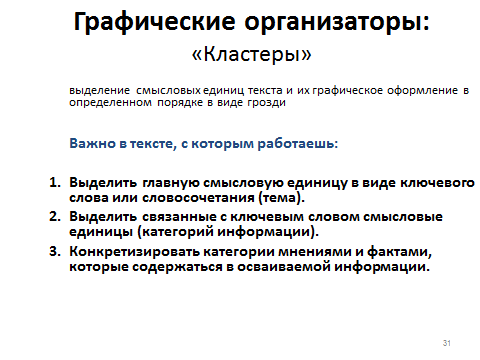 Графические организаторы:
«Кластеры»
выделение смысловых единиц текста и их графическое оформление в
определенном порядке в виде грозди
Важно в тексте, с которым работаешь:
1. Выделить главную смысловую единицу в виде ключевого
слова или словосочетания (тема).
2. Выделить связанные с ключевым словом смысловые
единицы (категорий информации).
3. Конкретизировать категории мнениями и фактами,
которые содержаться в осваиваемой информации.
31